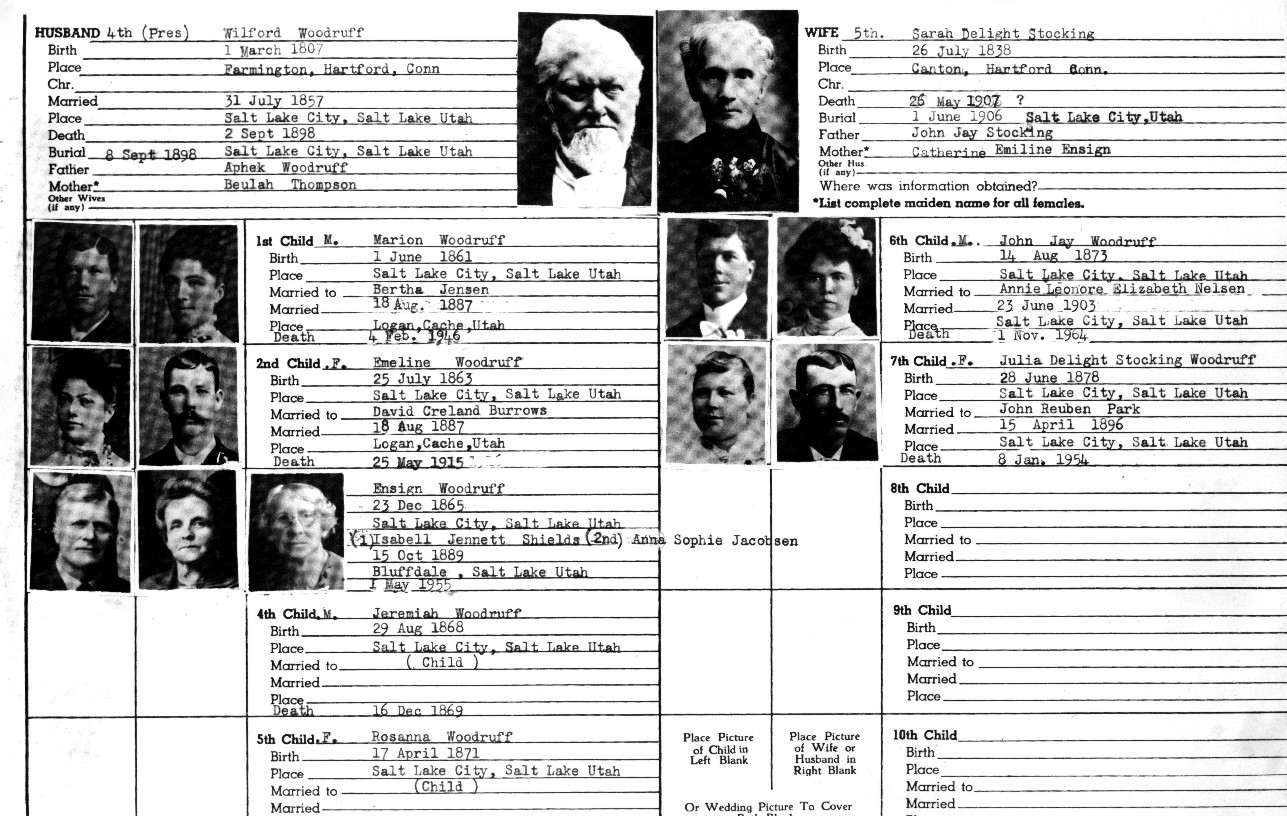 HUSBAND 4th (Pres) Wilford Woodruff
Birth 1 March 1807
Place Farmington, Hartford, Conn
Chr.
Married 31 July 1857
Place Salt Lake City, Salt Lake Utah
Death 2 Sept 1898
Burial 8 Sept 1898 Salt Lake City, Salt Lake Utah
Father Aphek Woodruff
Mother* Beulah Thompson
Other Wives
(if any)
WIFE 5th. Sarah Delight Stocking
Birth 26 July 1838
Place Canton, Hartford Conn.
Chr.
Death 26 May 1907 ?
Burial 1 June 1906 Salt Lake City,Utah
Father John Jay Stocking
Mother* Catherine Emiline Ensign
Other Hus.
(if any)
Where was information obtained?
*List complete maiden name for all females.
1st Child M. Marion Woodruff
Birth 1 June 1861
Place Salt Lake City, Salt Lake Utah
Married to Bertha Jensen
Married 18 Aug. 1887
Place Logan,Cache,Utah
Death 4 Feb. 1946
2nd Child.F. Emeline Woodruff
Birth 25 July 1863
Place Salt Lake City, Salt Lake Utah
Married to David Creland Burrows
Married 18 Aug 1887
Place Logan,Cache,Utah
Death 25 May 1915
Ensign Woodruff
23 Dec 1865
Salt Lake City, Salt Lake Utah
(1)Isabell Jennett Shields (2nd) Anna Sophie Jacobsen
15 Oct 1889
Bluffdale , Salt Lake Utah
1 May 1955
4th Child.M. Jeremiah Woodruff
Birth 29 Aug 1868
Place Salt Lake City, Salt Lake Utah
Married to ( Child )
Married
Place
Death 16 Dec 1869
5th Child.F. Rosanna Woodruff
Birth 17 April 1871
Place Salt Lake City, Salt Lake Utah
Married to (Child )
Married
6th Child.M.. John Jay Woodruff
Birth 14 Aug 1873
Place Salt Lake City. Salt Lake Utah
Married to Annie Leonore Elizabeth Nelsen
Married 23 June 1903
Place Salt Lake City, Salt Lake Utah
Death 1 Nov. 1964
7th Child.F. Julia Delight Stocking Woodruff
Birth 28 June 1878
Place Salt Lake City, Salt Lake Utah
Married to John Reuben Park
Married 15 April 1896
Place Salt Lake City, Salt Lake Utah
Death 8 Jan. 1954
8th Child
Birth
Place
Married to
Married
Place
9th Child
Birth
Place
Married to
Married
Place
Place Picture
of Child in
Left Blank
Place Picture
of Wife or
Husband in
Right Blank
Or Wedding Picture To Cover
10th Child
Birth
Place
Married to
Married